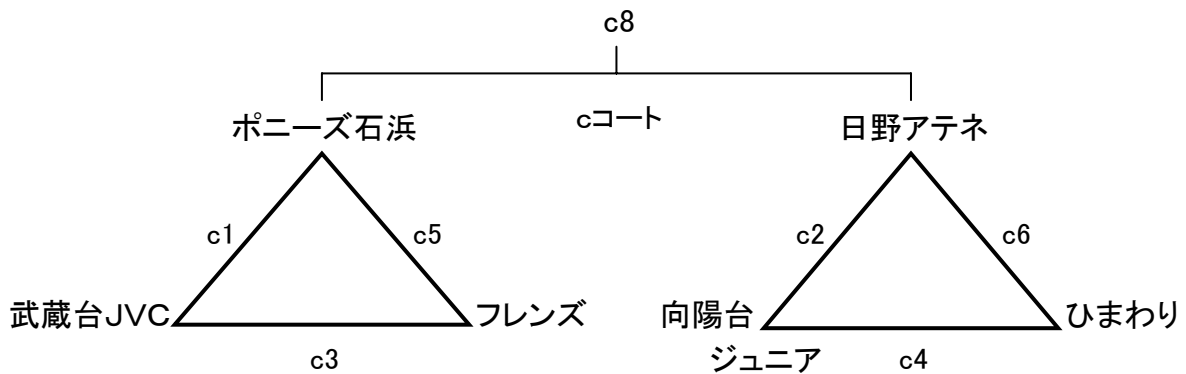 c8
ポニーズ石浜
cコート
日野アテネ
c1
c5
c2
c6
武蔵台JVC
フレンズ
向陽台
ジュニア
ひまわり
c3
c4